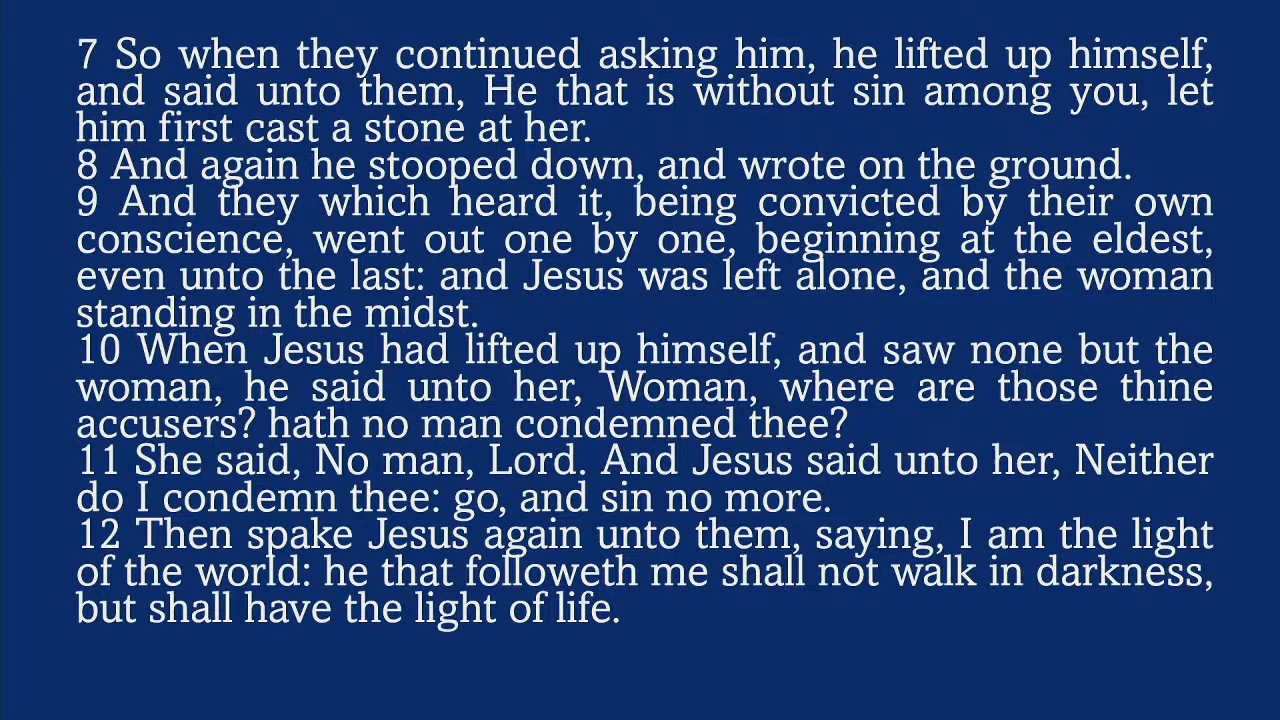 7 So when they continued asking him, he lifted up himself,
and said unto them, He that is without sin among you, let
him first cast a stone at her.
8 And again he stooped down, and wrote on the ground.
9 And they which heard it, being convicted by their own
conscience, went out one by one, beginning at the eldest,
even unto the last: and Jesus was left alone, and the woman
standing in the midst.
10 When Jesus had lifted up himself, and saw none but the
woman, he said unto her, Woman, where are those thine
accusers? hath no man condemned thee?
11 She said, No man, Lord. And Jesus said unto her, Neither
do I condemn thee: go, and sin no more.
12 Then spake Jesus again unto them, saying, I am the light
of the world: he that followeth me shall not walk in darkness,
but shall have the light of life.